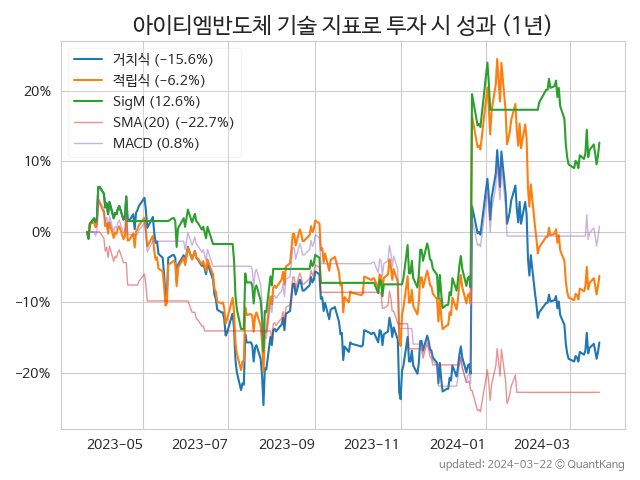 아이티엠반도체 기술 지표로 투자 시 성과 (1년)
거치식 (−15.6%)
적립식 (−6.2%)
SigM (12.6%)
SMA(20) (−22.7%)
MACD (0.8%)
20%
10%
0%
−10%
−20%
2023-05 2023-07 2023-09 2023-11 2024-01 2024-03
updated: 2024-03-22 © QuantKang